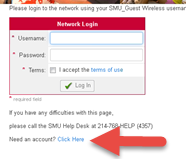 Please login to the network using your SMU_Guest Wireless userna
Network Login
* Username:
* Password:
* Terms: I accept the terms of use
Log In
* required field
If you have any difficulties with this page,
please call the SMU Help Desk at 214-768-HELP (4357)
Need an account? Click Here